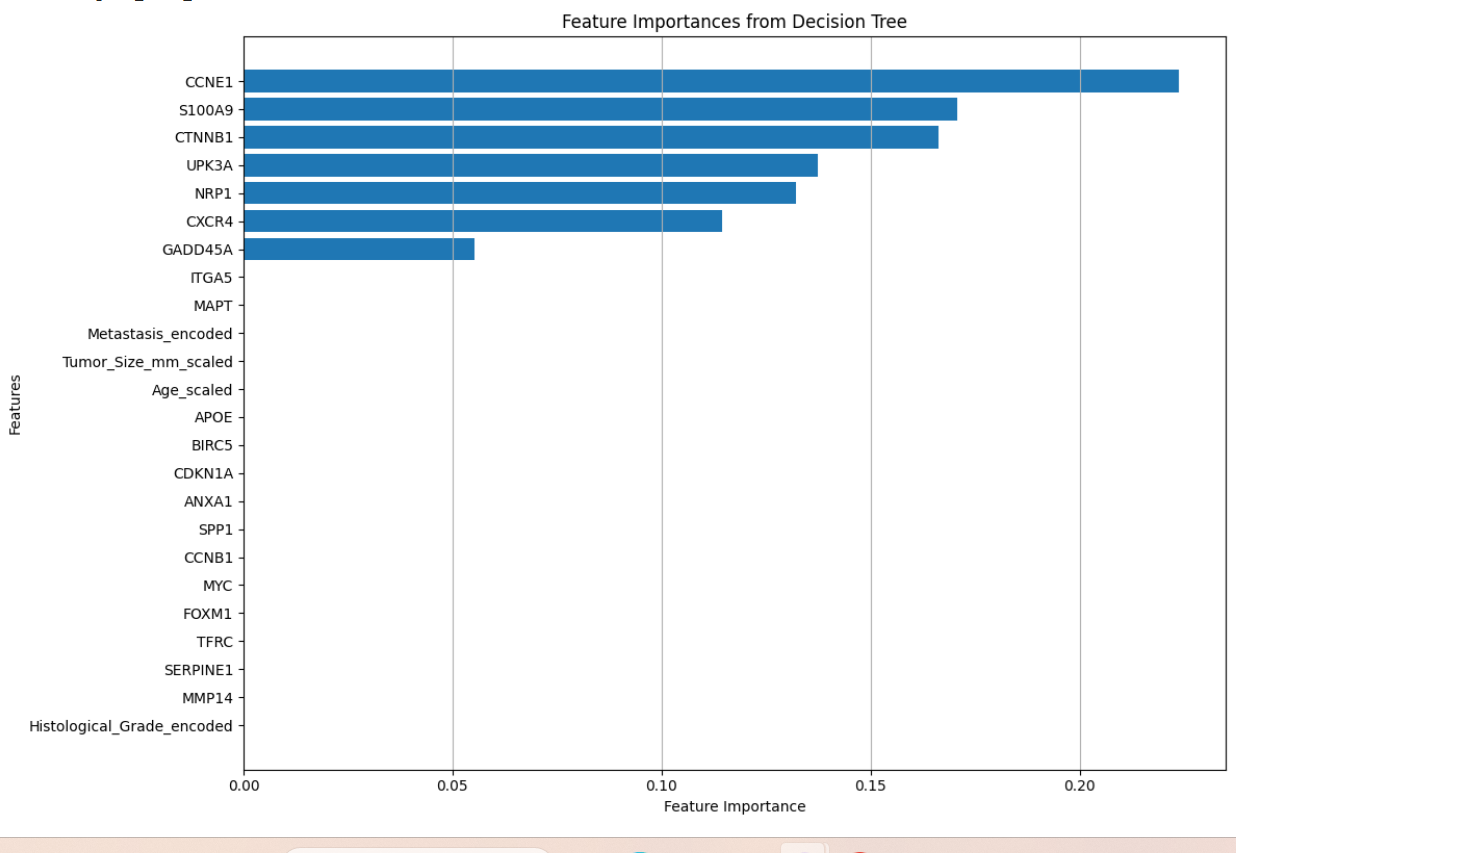 Feature Importances from Decision Tree
CCNE1
S100A9
CTNNB1
UPK3A
NRP1
CXCR4
GADD45A
ITGA5
MAPT
Metastasis_encoded
Tumor_Size_mm_scaled
Age_scaled
APOE
BIRC5
CDKN1A
ANXA1
SPP1
CCNB1
MYC
FOXM1
TFRC
SERPINE1
MMP14
Histological_Grade_encoded
Features
0.00 0.05 0.10 0.15 0.20
Feature Importance